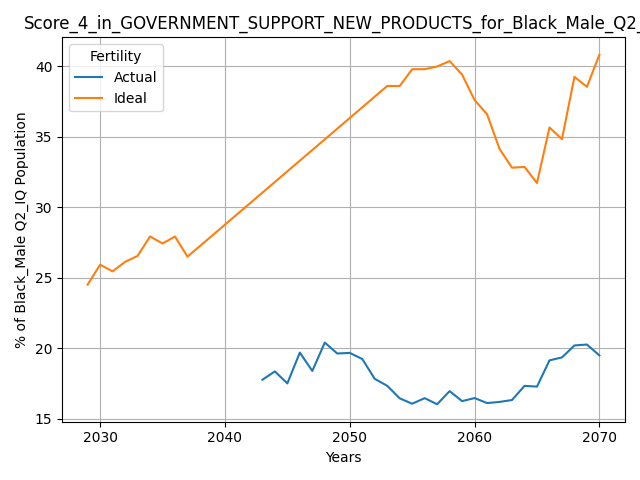 Score_4_in_GOVERNMENT_SUPPORT_NEW_PRODUCTS_for_Black_Male_Q2_
Fertility
Actual
Ideal
% of Black_Male Q2_IQ Population
40
35
30
25
20
15
2030 2040 2050 2060 2070
Years